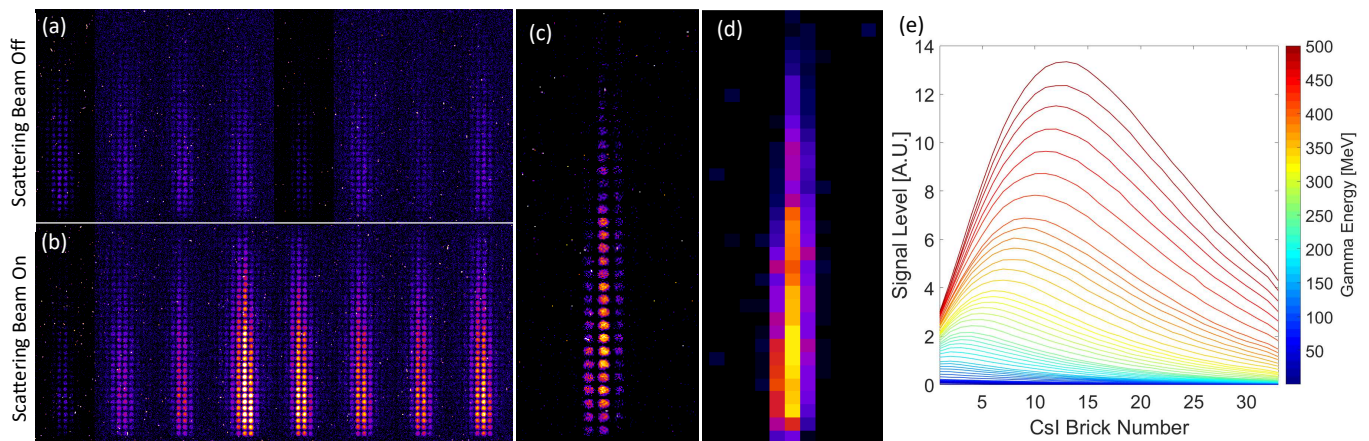 Scattering Beam Off
Scattering Beam On
(a)
(b)
(c)
(d)
(e)
14
12
10
8
6
4
2
0
Signal Level [A.U.]
5 10 15 20 25 30
CsI Brick Number
500
450
400
350
300
250
200
150
100
50
Gamma Energy [MeV]